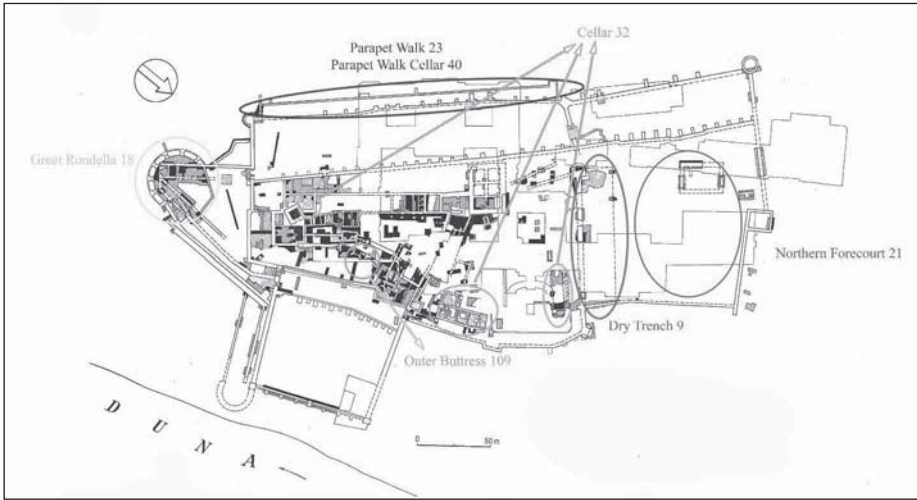 Cellar 32
Parapet Walk 23
Parapet Walk Cellar 40
Great Rondella 18
Northern Forecourt 21
Dry Trench 9
Outer Buttress 109
0 50 m
D U N A